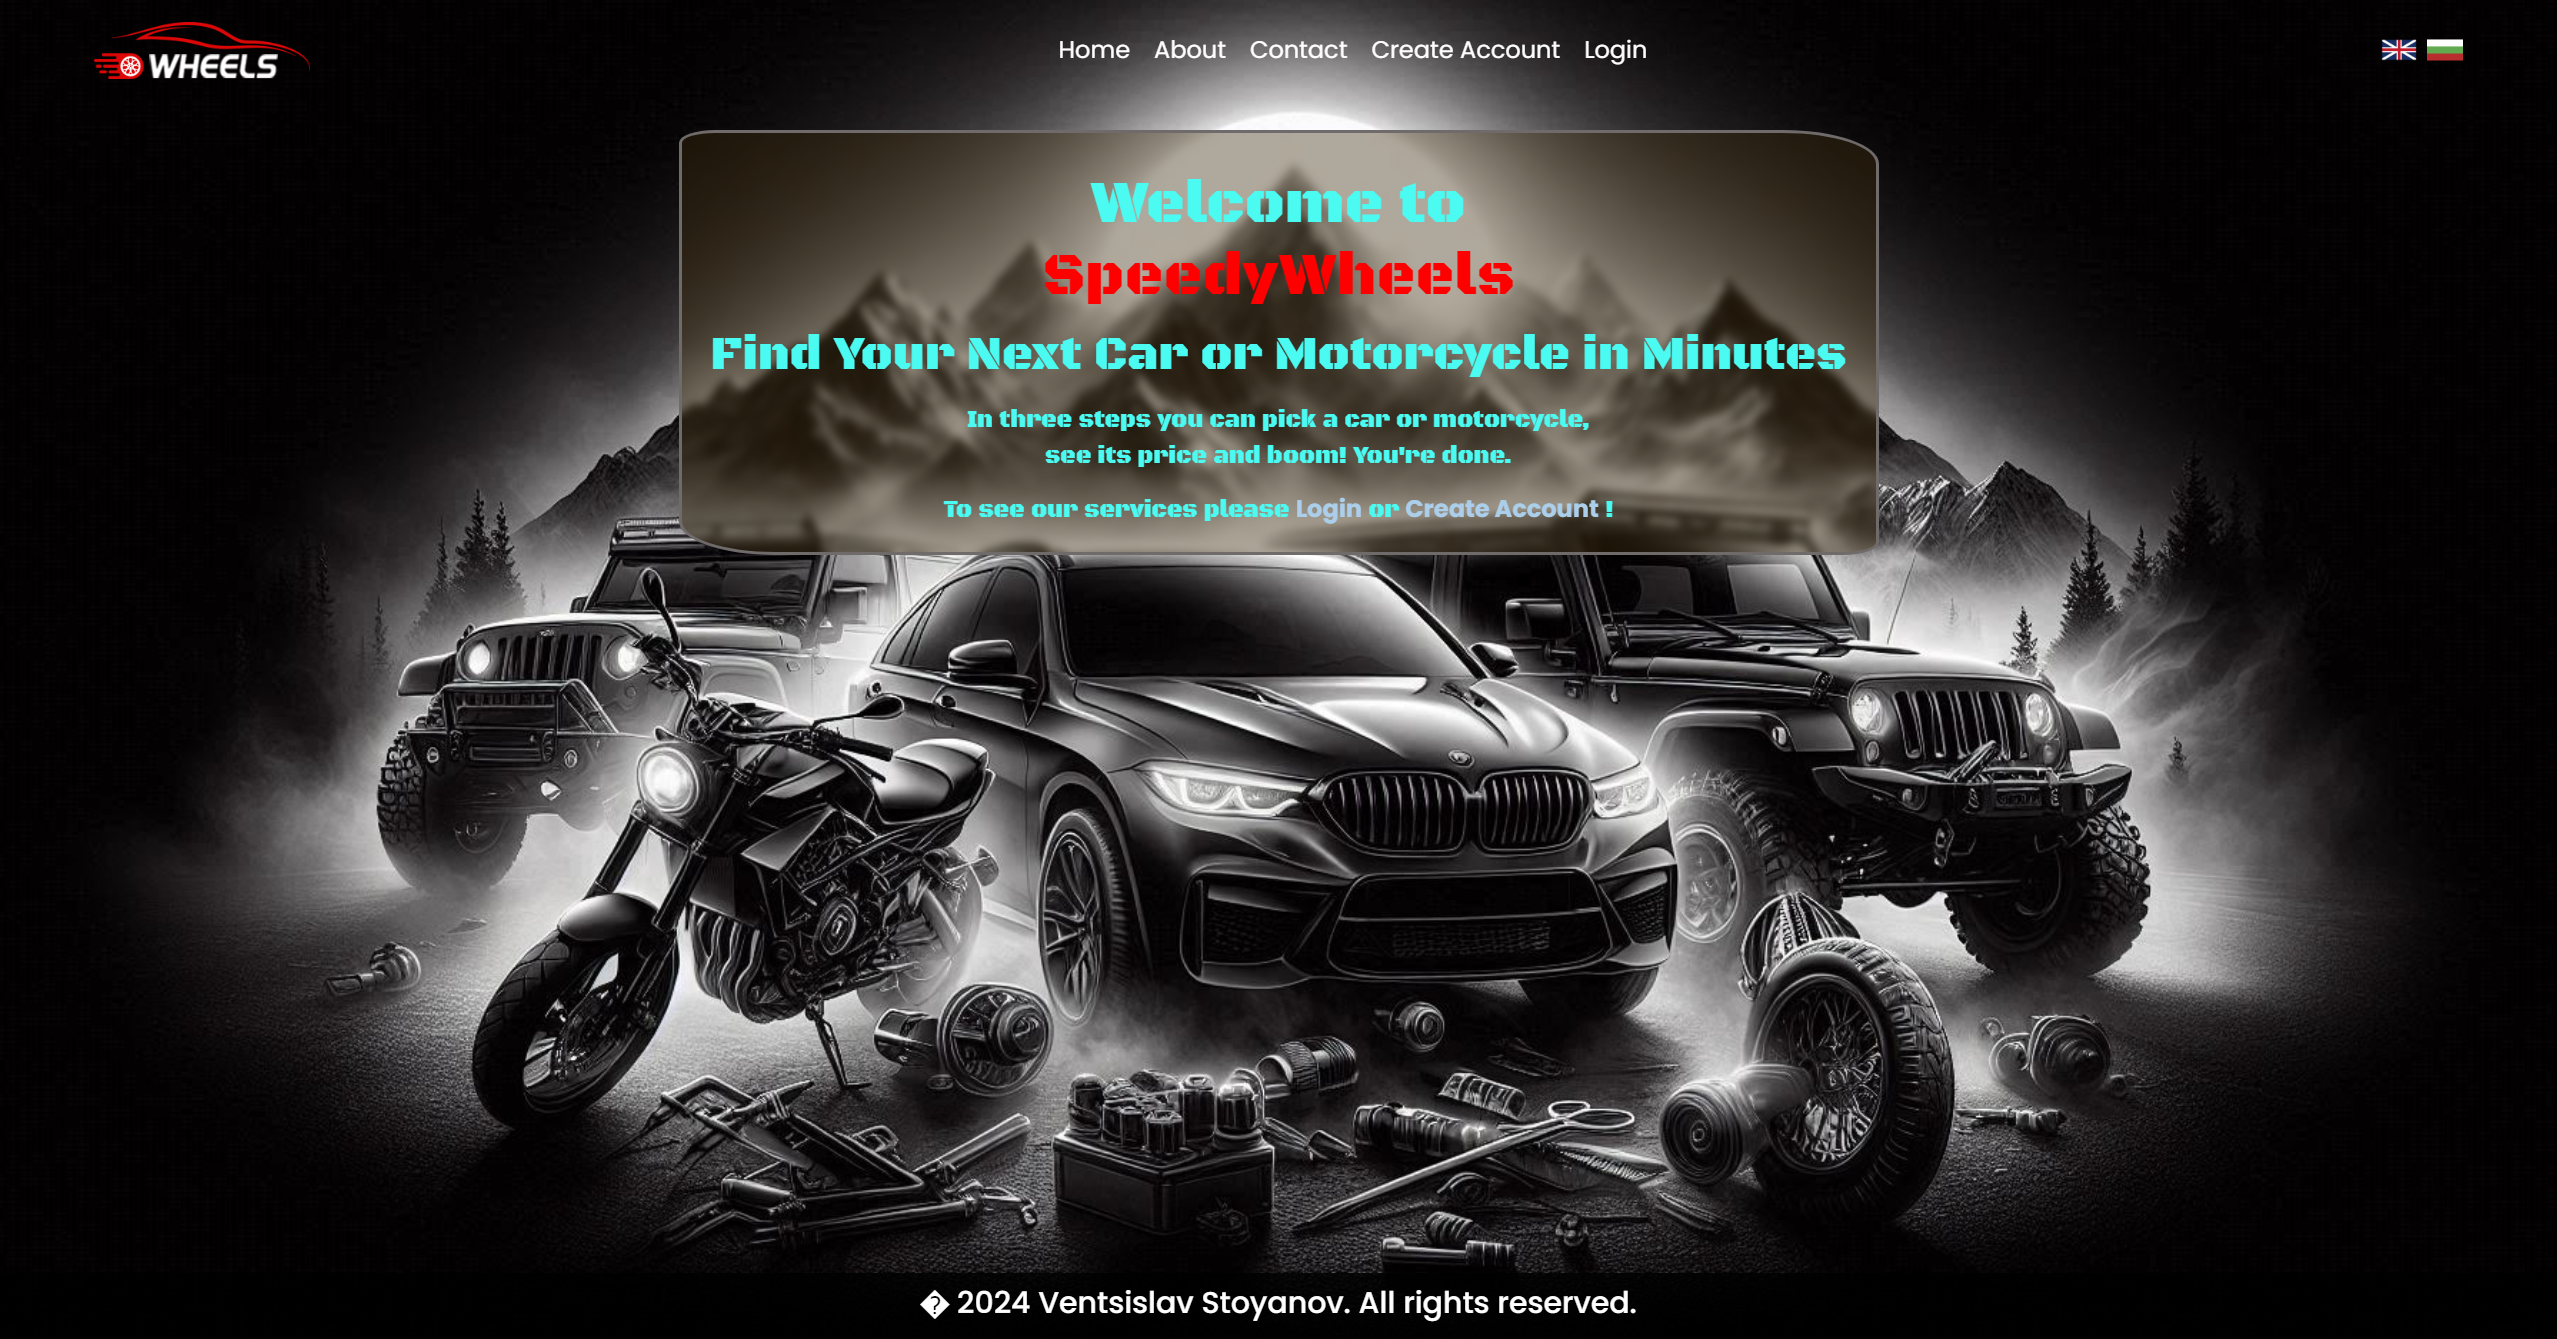 WHEELS
Home About Contact Create Account Login
Welcome to
SpeedyWheels
Find Your Next Car or Motorcycle in Minutes
In three steps you can pick a car or motorcycle,
see its price and boom! You're done.
To see our services please Login or Create Account !
� 2024 Ventsislav Stoyanov. All rights reserved.